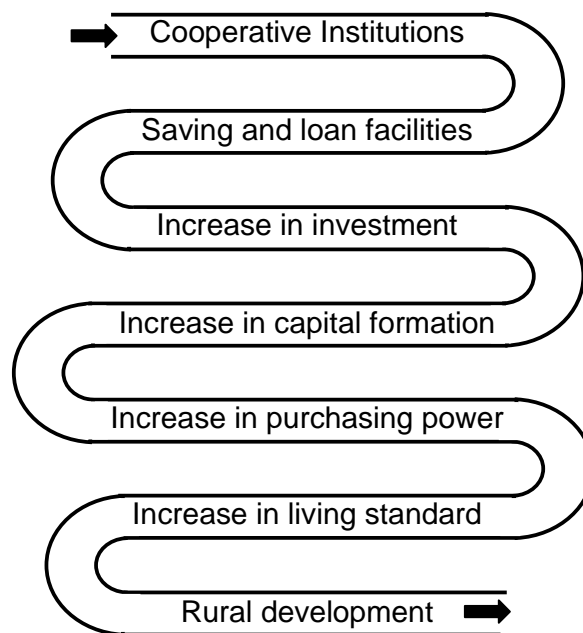 Cooperative Institutions
Saving and loan facilities
Increase in investment
Increase in capital formation
Increase in purchasing power
Increase in living standard
Rural development